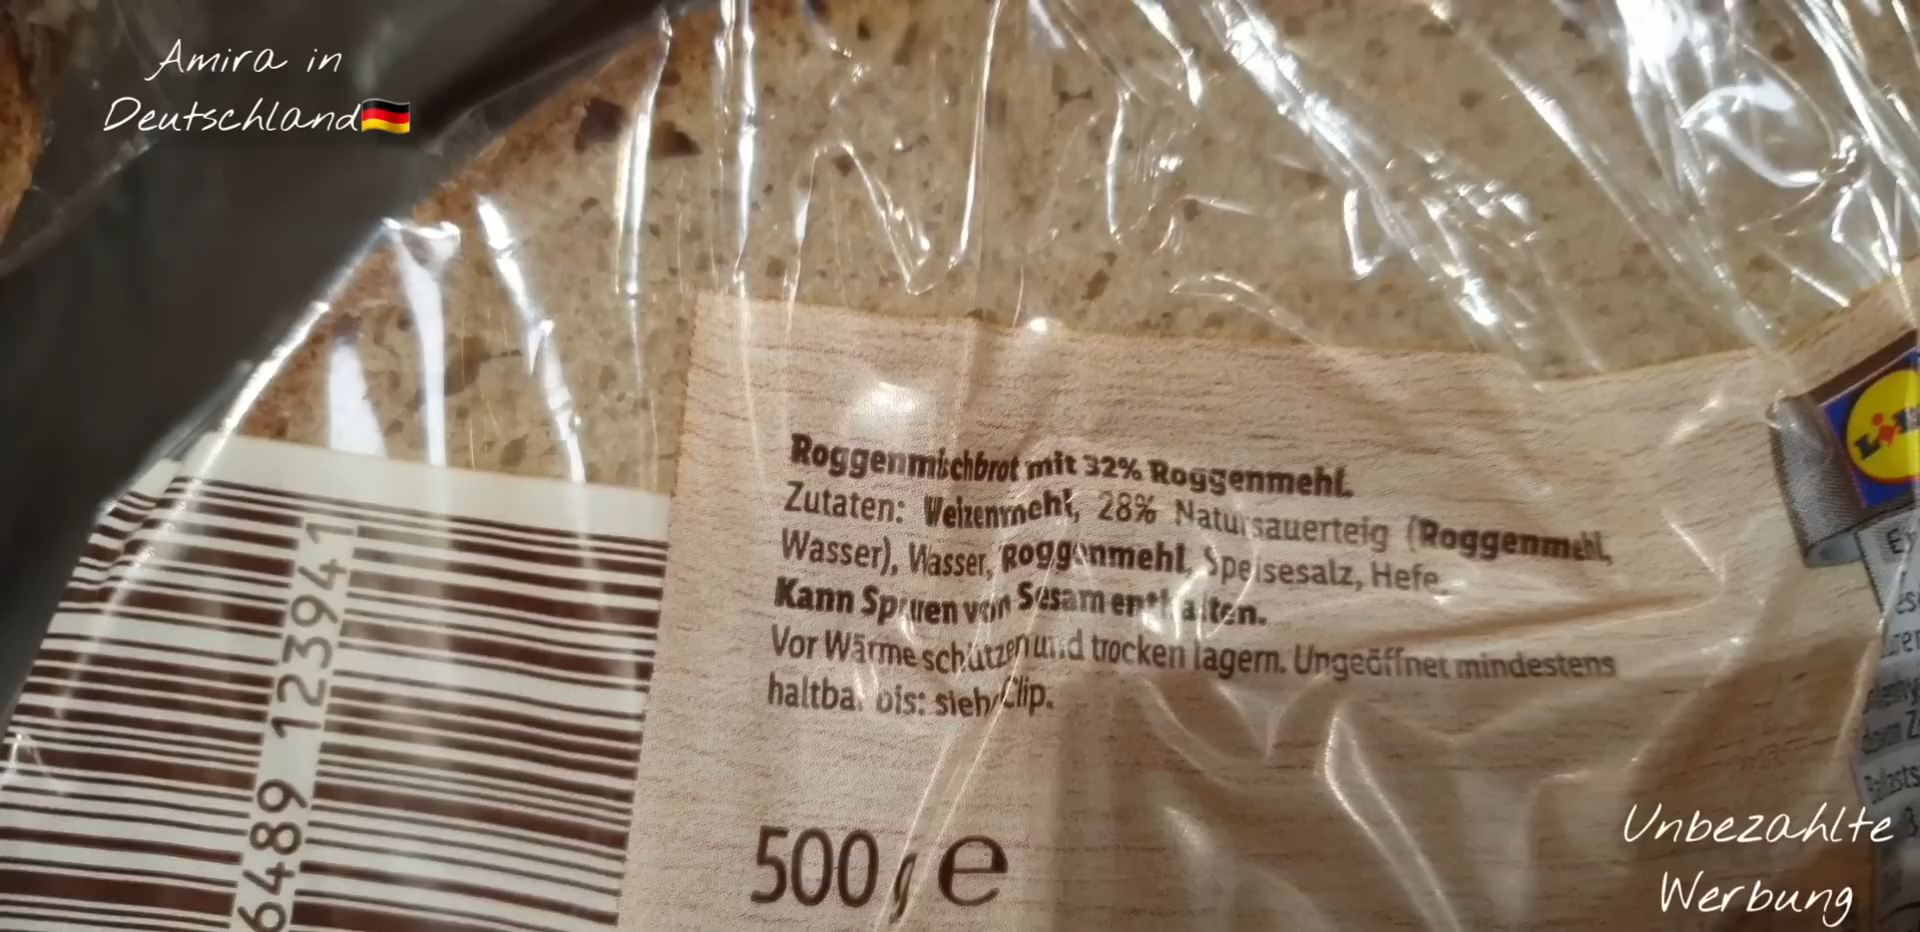 Amira in
Deutschland🇩🇪
Roggenmischbrot mit 32% Roggenmehl.
Zutaten: Weizenmehl, 28% Natursauerteig (Roggenmehl,
Wasser), Wasser, Roggenmehl, Speisesalz, Hefe.
Kann Spuren von Sesam enthalten.
Vor Wärme schützen und trocken lagern. Ungeöffnet mindestens
haltbar bis: siehe Clip.
500 g e
6489 123941
Unbezahlte
Werbung